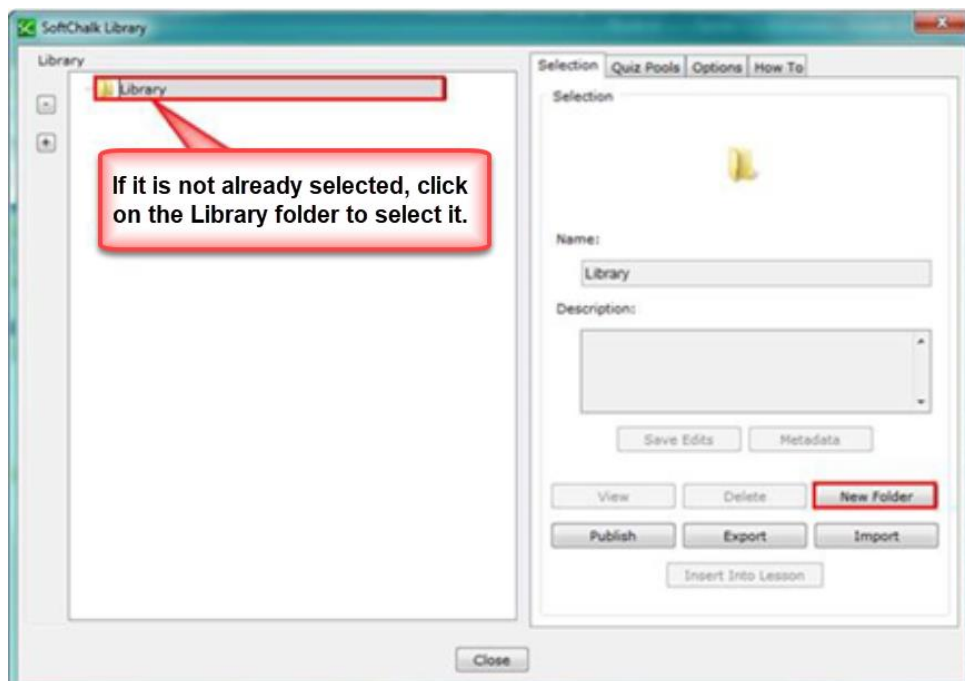 SoftChalk Library
Library
Library
If it is not already selected, click
on the Library folder to select it.
Selection Quiz Pools Options How To
Selection
Name:
Library
Description:
Save Edits Metadata
View Delete New Folder
Publish Export Import
Insert Into Lesson
Close